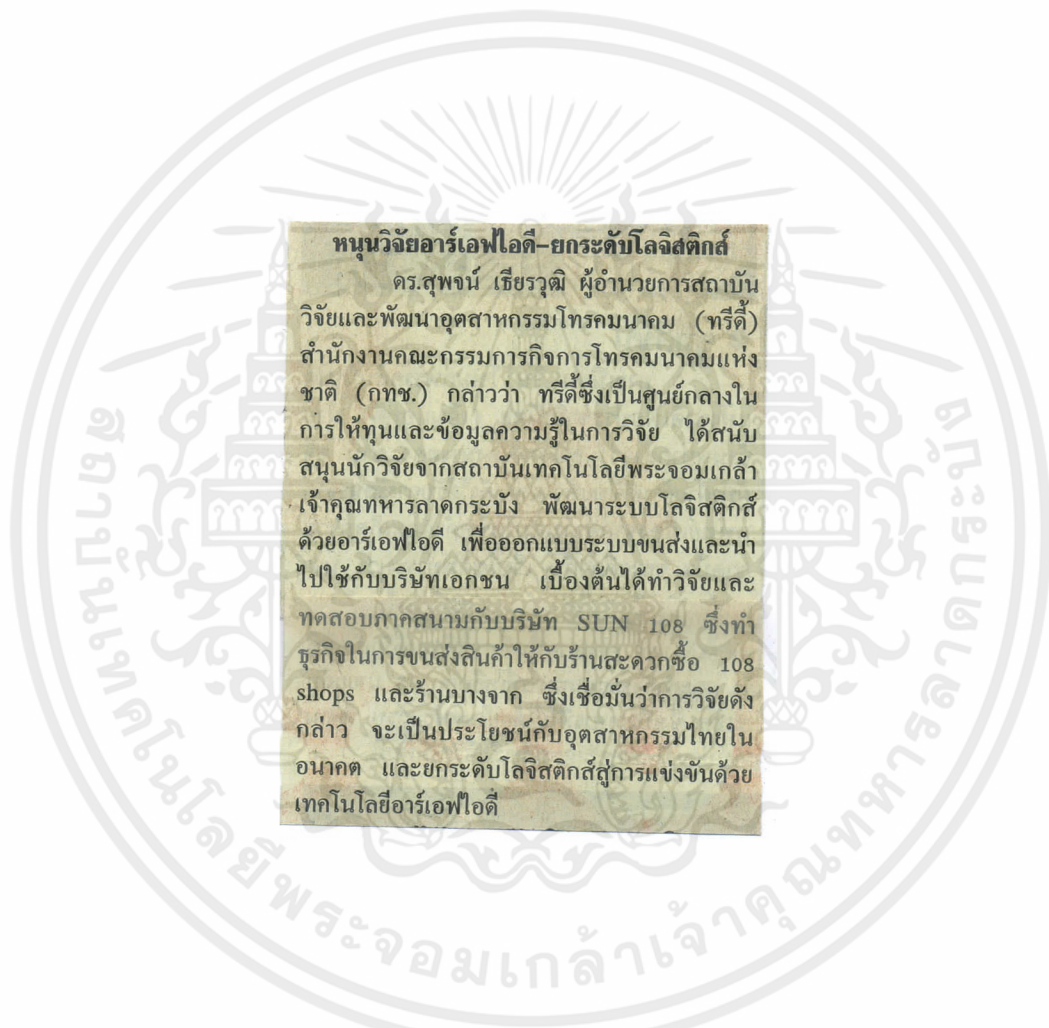 หนุนวิจัยอาร์เอฟไอดี-ยกระดับโลจิสติกส์
ดร.สุพจน์ เธียรวุฒิ ผู้อำนวยการสถาบัน
วิจัยและพัฒนาอุตสาหกรรมโทรคมนาคม (ทรีดี้)
สำนักงานคณะกรรมการกิจการโทรคมนาคมแห่ง
ชาติ (กทช.) กล่าวว่า ทรีดี้ซึ่งเป็นศูนย์กลางใน
การให้ทุนและข้อมูลความรู้ในการวิจัย ได้สนับ
สนุนนักวิจัยจากสถาบันเทคโนโลยีพระจอมเกล้า
เจ้าคุณทหารลาดกระบัง พัฒนาระบบโลจิสติกส์
ด้วยอาร์เอฟไอดี เพื่อออกแบบระบบขนส่งและนำ
ไปใช้กับบริษัทเอกชน เบื้องต้นได้ทำวิจัยและ
ทดสอบภาคสนามกับบริษัท SUN 108 ซึ่งทำ
ธุรกิจในการขนส่งสินค้าให้กับร้านสะดวกซื้อ 108
shops และร้านบางจาก ซึ่งเชื่อมั่นว่าการวิจัยดัง
กล่าว จะเป็นประโยชน์กับอุตสาหกรรมไทยใน
อนาคต และยกระดับโลจิสติกส์สู่การแข่งขันด้วย
เทคโนโลยีอาร์เอฟไอดี
สถาบันเทคโนโลยีพระจอมเกล้าเจ้าคุณทหารลาดกระบัง